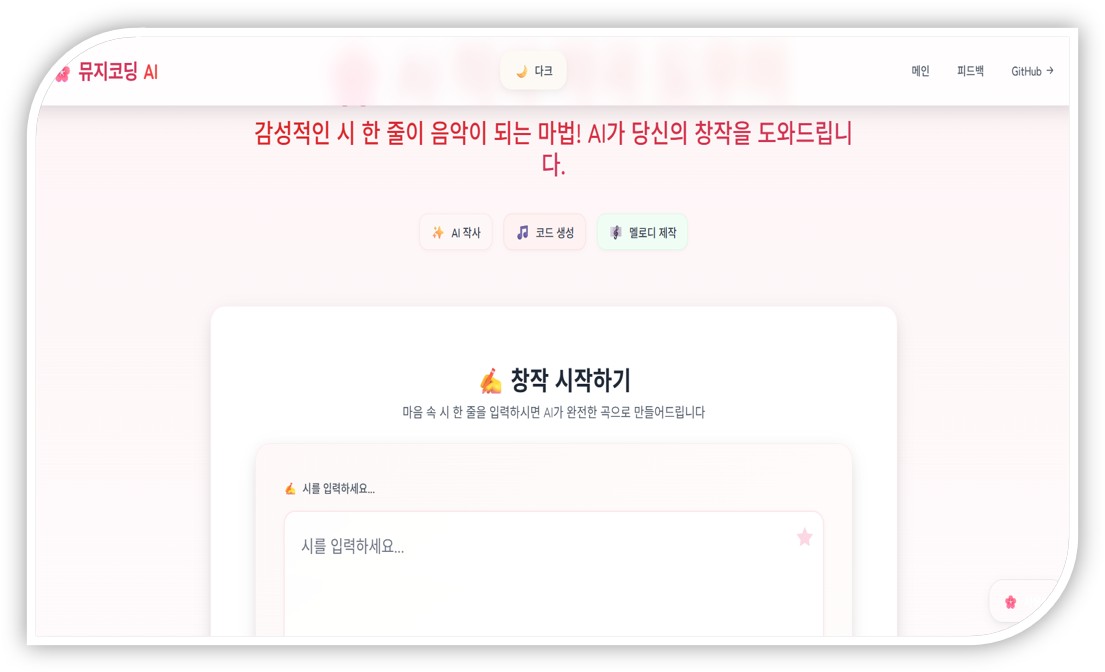 뮤지코딩 AI
다크
메인
피드백
GitHub →
감성적인 시 한 줄이 음악이 되는 마법! AI가 당신의 창작을 도와드립니
다.
AI 작사
코드 생성
멜로디 제작
창작 시작하기
마음 속 시 한 줄을 입력하시면 AI가 완전한 곡으로 만들어드립니다
시를 입력하세요...
시를 입력하세요...